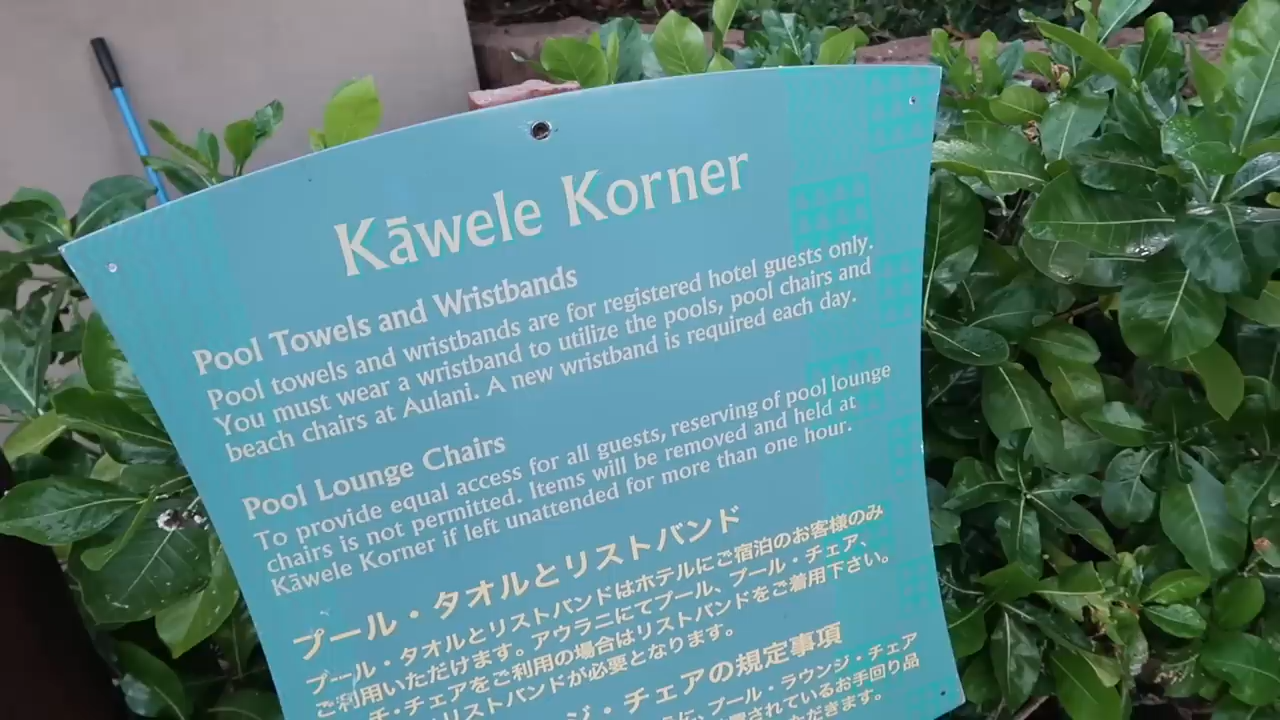 Kāwele Korner
Pool Towels and Wristbands
Pool towels and wristbands are for registered hotel guests only.
You must wear a wristband to utilize the pools, pool chairs and
beach chairs at Aulani. A new wristband is required each day.
Pool Lounge Chairs
To provide equal access for all guests, reserving of pool lounge
chairs is not permitted. Items will be removed and held at
Kāwele Korner if left unattended for more than one hour.
プール・タオルとリストバンド
プール・タオルとリストバンドはホテルにご宿泊のお客様のみ
ご利用いただけます。アウラニにてプール、プール・チェア、
チ・チェアをご利用の場合はリストバンドをご着用下さい。
リストバンドが必要となります。
ジ・チェアの規定事項
に、プール・ラウンジ・チェア
されているお手回り品
ただきます。